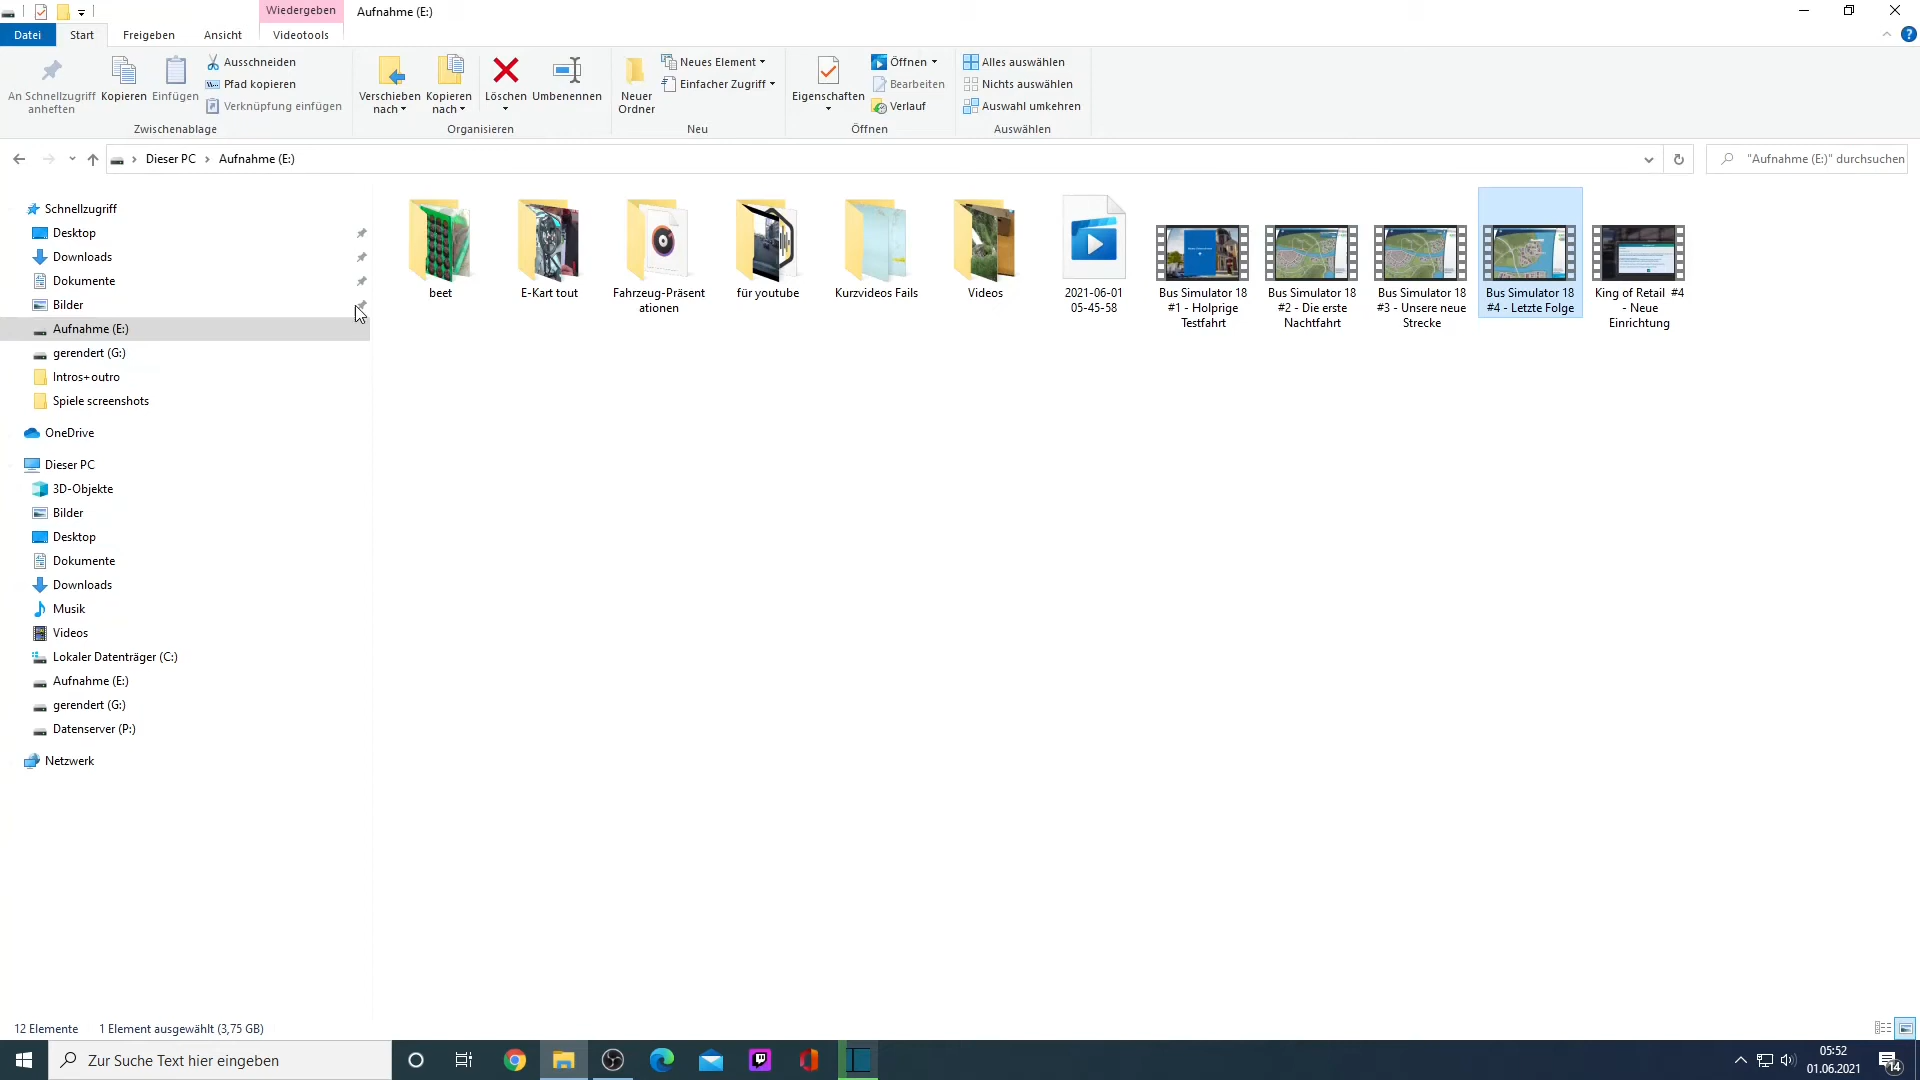 Wiedergeben
Aufnahme (E:)
Datei
Start
Freigeben
Ansicht
Videotools
An Schnellzugriff
anheften
Kopieren
Einfügen
Ausschneiden
Pfad kopieren
Verknüpfung einfügen
Zwischenablage
Verschieben
nach
Kopieren
nach
Löschen
Umbenennen
Organisieren
Neuer
Ordner
Neues Element
Einfacher Zugriff
Neu
Eigenschaften
Öffnen
Bearbeiten
Verlauf
Öffnen
Alles auswählen
Nichts auswählen
Auswahl umkehren
Auswählen
Dieser PC
Aufnahme (E:)
"Aufnahme (E:)" durchsuchen
Schnellzugriff
Desktop
Downloads
Dokumente
Bilder
Aufnahme (E:)
gerendert (G:)
Intros+outro
Spiele screenshots
OneDrive
Dieser PC
3D-Objekte
Bilder
Desktop
Dokumente
Downloads
Musik
Videos
Lokaler Datenträger (C:)
Aufnahme (E:)
gerendert (G:)
Datenserver (P:)
Netzwerk
beet
E-Kart tout
Fahrzeug-Präsent
ationen
für youtube
Kurzvideos Fails
Videos
2021-06-01
05-45-58
Bus Simulator 18
#1 - Holprige
Testfahrt
Bus Simulator 18
#2 - Die erste
Nachtfahrt
Bus Simulator 18
#3 - Unsere neue
Strecke
Bus Simulator 18
#4 - Letzte Folge
King of Retail #4
- Neue
Einrichtung
12 Elemente
1 Element ausgewählt (3,75 GB)
Zur Suche Text hier eingeben
05:52
01.06.2021
14